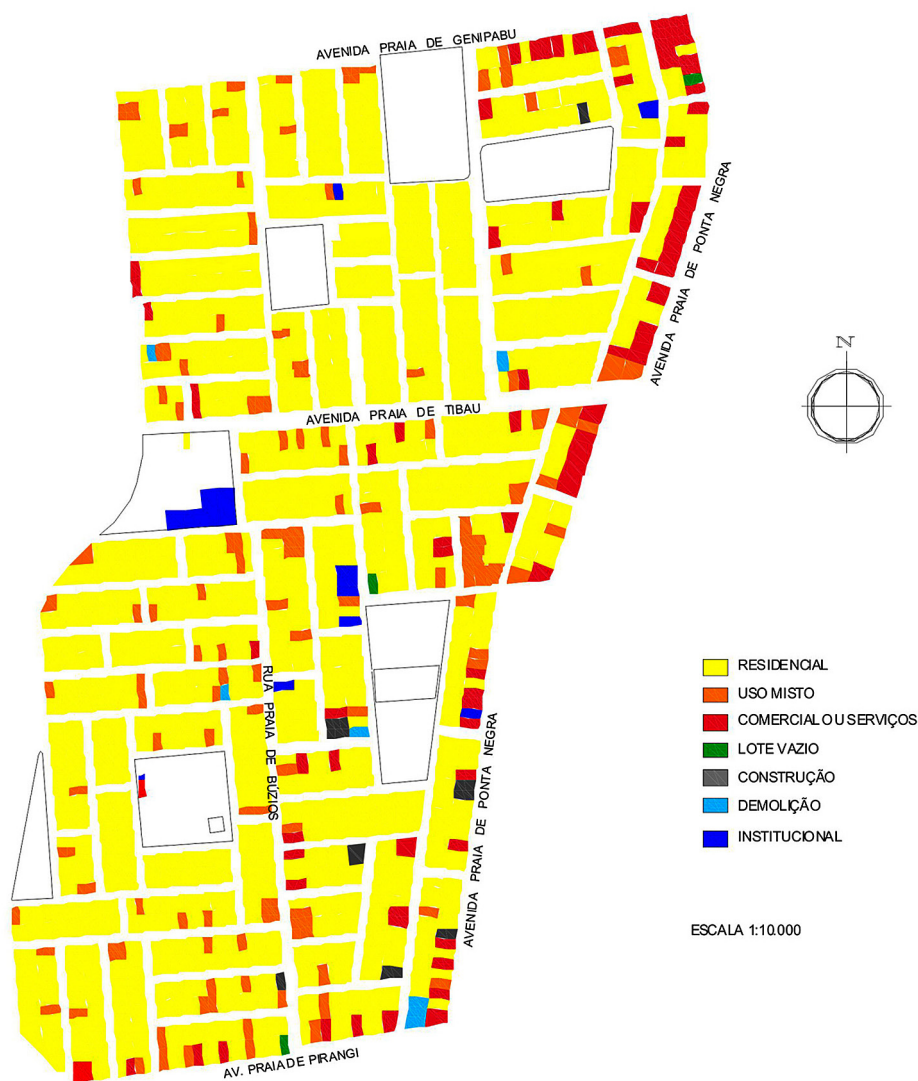 AVENIDA PRAIA DE GENIPABU
AVENIDA PRAIA DE PONTA NEGRA
N
AVENIDA PRAIA DE TIBAU
RUA PRAIA DE BÚZIOS
AVENIDA PRAIA DE PONTA NEGRA
AV. PRAIA DE PIRANGI
RESIDENCIAL
USO MISTO
COMERCIAL OU SERVIÇOS
LOTE VAZIO
CONSTRUÇÃO
DEMOLIÇÃO
INSTITUCIONAL
ESCALA 1:10.000